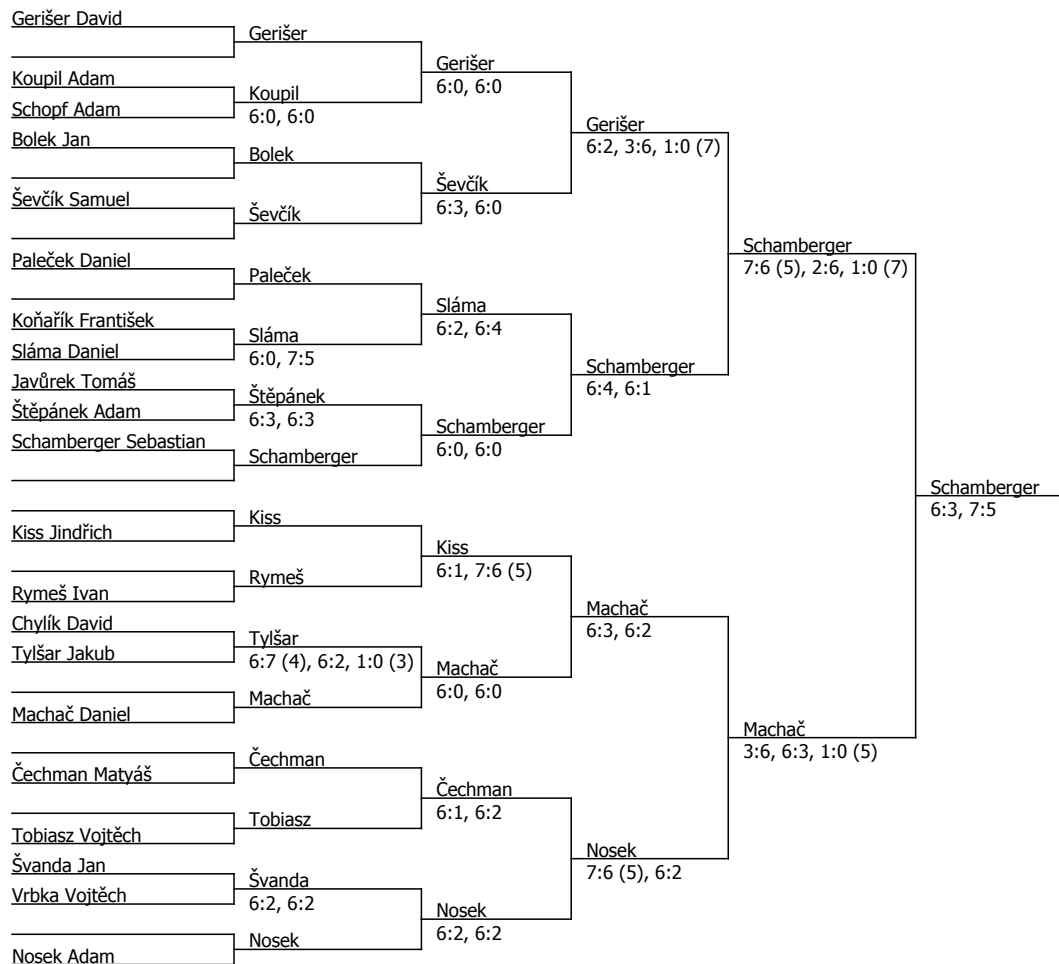 Gerišer David
Koupil Adam
Schopf Adam
Bolek Jan
Ševčík Samuel
Paleček Daniel
Koňařík František
Sláma Daniel
Javůrek Tomáš
Štěpánek Adam
Schamberger Sebastian
Kiss Jindřich
Rymeš Ivan
Chylík David
Tylšar Jakub
Machač Daniel
Čechman Matyáš
Tobiasz Vojtěch
Švanda Jan
Vrbka Vojtěch
Nosek Adam
Gerišer
Koupil
6:0, 6:0
Bolek
Ševčík
Paleček
Sláma
6:0, 7:5
Štěpánek
6:3, 6:3
Schamberger
Kiss
Rymeš
Tylšar
6:7 (4), 6:2, 1:0 (3)
Machač
Čechman
Tobiasz
Švanda
6:2, 6:2
Nosek
Gerišer
6:0, 6:0
Ševčík
6:3, 6:0
Sláma
6:2, 6:4
Schamberger
6:0, 6:0
Kiss
6:1, 7:6 (5)
Machač
6:0, 6:0
Čechman
6:1, 6:2
Nosek
6:2, 6:2
Gerišer
6:2, 3:6, 1:0 (7)
Schamberger
6:4, 6:1
Machač
6:3, 6:2
Nosek
7:6 (5), 6:2
Schamberger
7:6 (5), 2:6, 1:0 (7)
Machač
3:6, 6:3, 1:0 (5)
Schamberger
6:3, 7:5